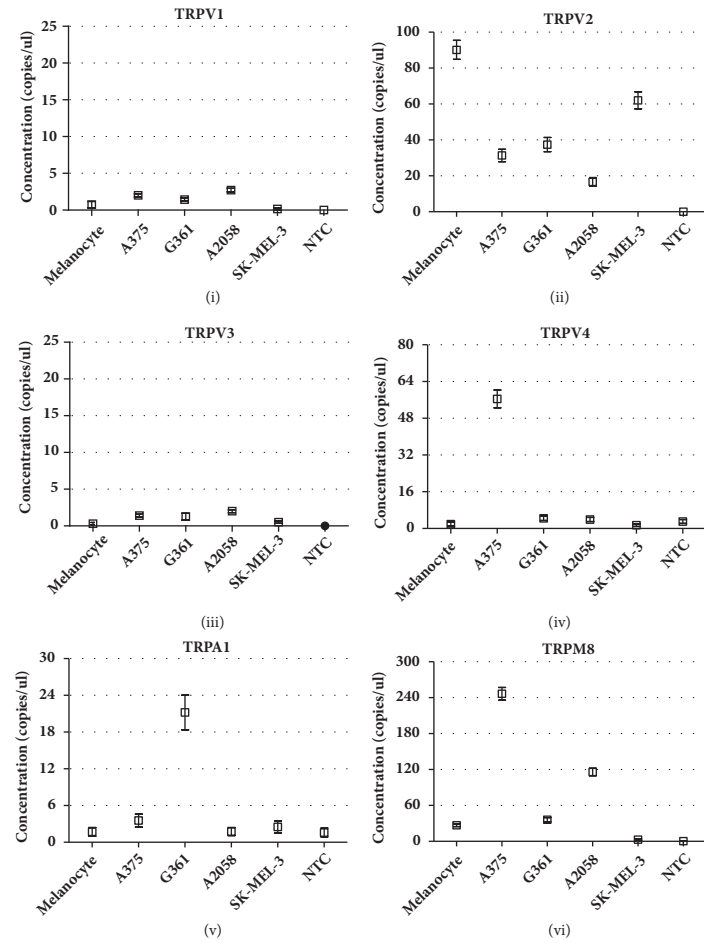 TRPV1
Concentration (copies/ul)
25
20
15
10
5
0
Melanocyte
A375
G361
A2058
SK-MEL-3
NTC
(i)
TRPV2
Concentration (copies/ul)
100
80
60
40
20
0
Melanocyte
A375
G361
A2058
SK-MEL-3
NTC
(ii)
TRPV3
Concentration (copies/ul)
25
20
15
10
5
0
Melanocyte
A375
G361
A2058
SK-MEL-3
NTC
(iii)
TRPV4
Concentration (copies/ul)
80
64
48
32
16
0
Melanocyte
A375
G361
A2058
SK-MEL-3
NTC
(iv)
TRPA1
Concentration (copies/ul)
30
24
18
12
6
0
Melanocyte
A375
G361
A2058
SK-MEL-3
NTC
(v)
TRPM8
Concentration (copies/ul)
300
240
180
120
60
0
Melanocyte
A375
G361
A2058
SK-MEL-3
NTC
(vi)